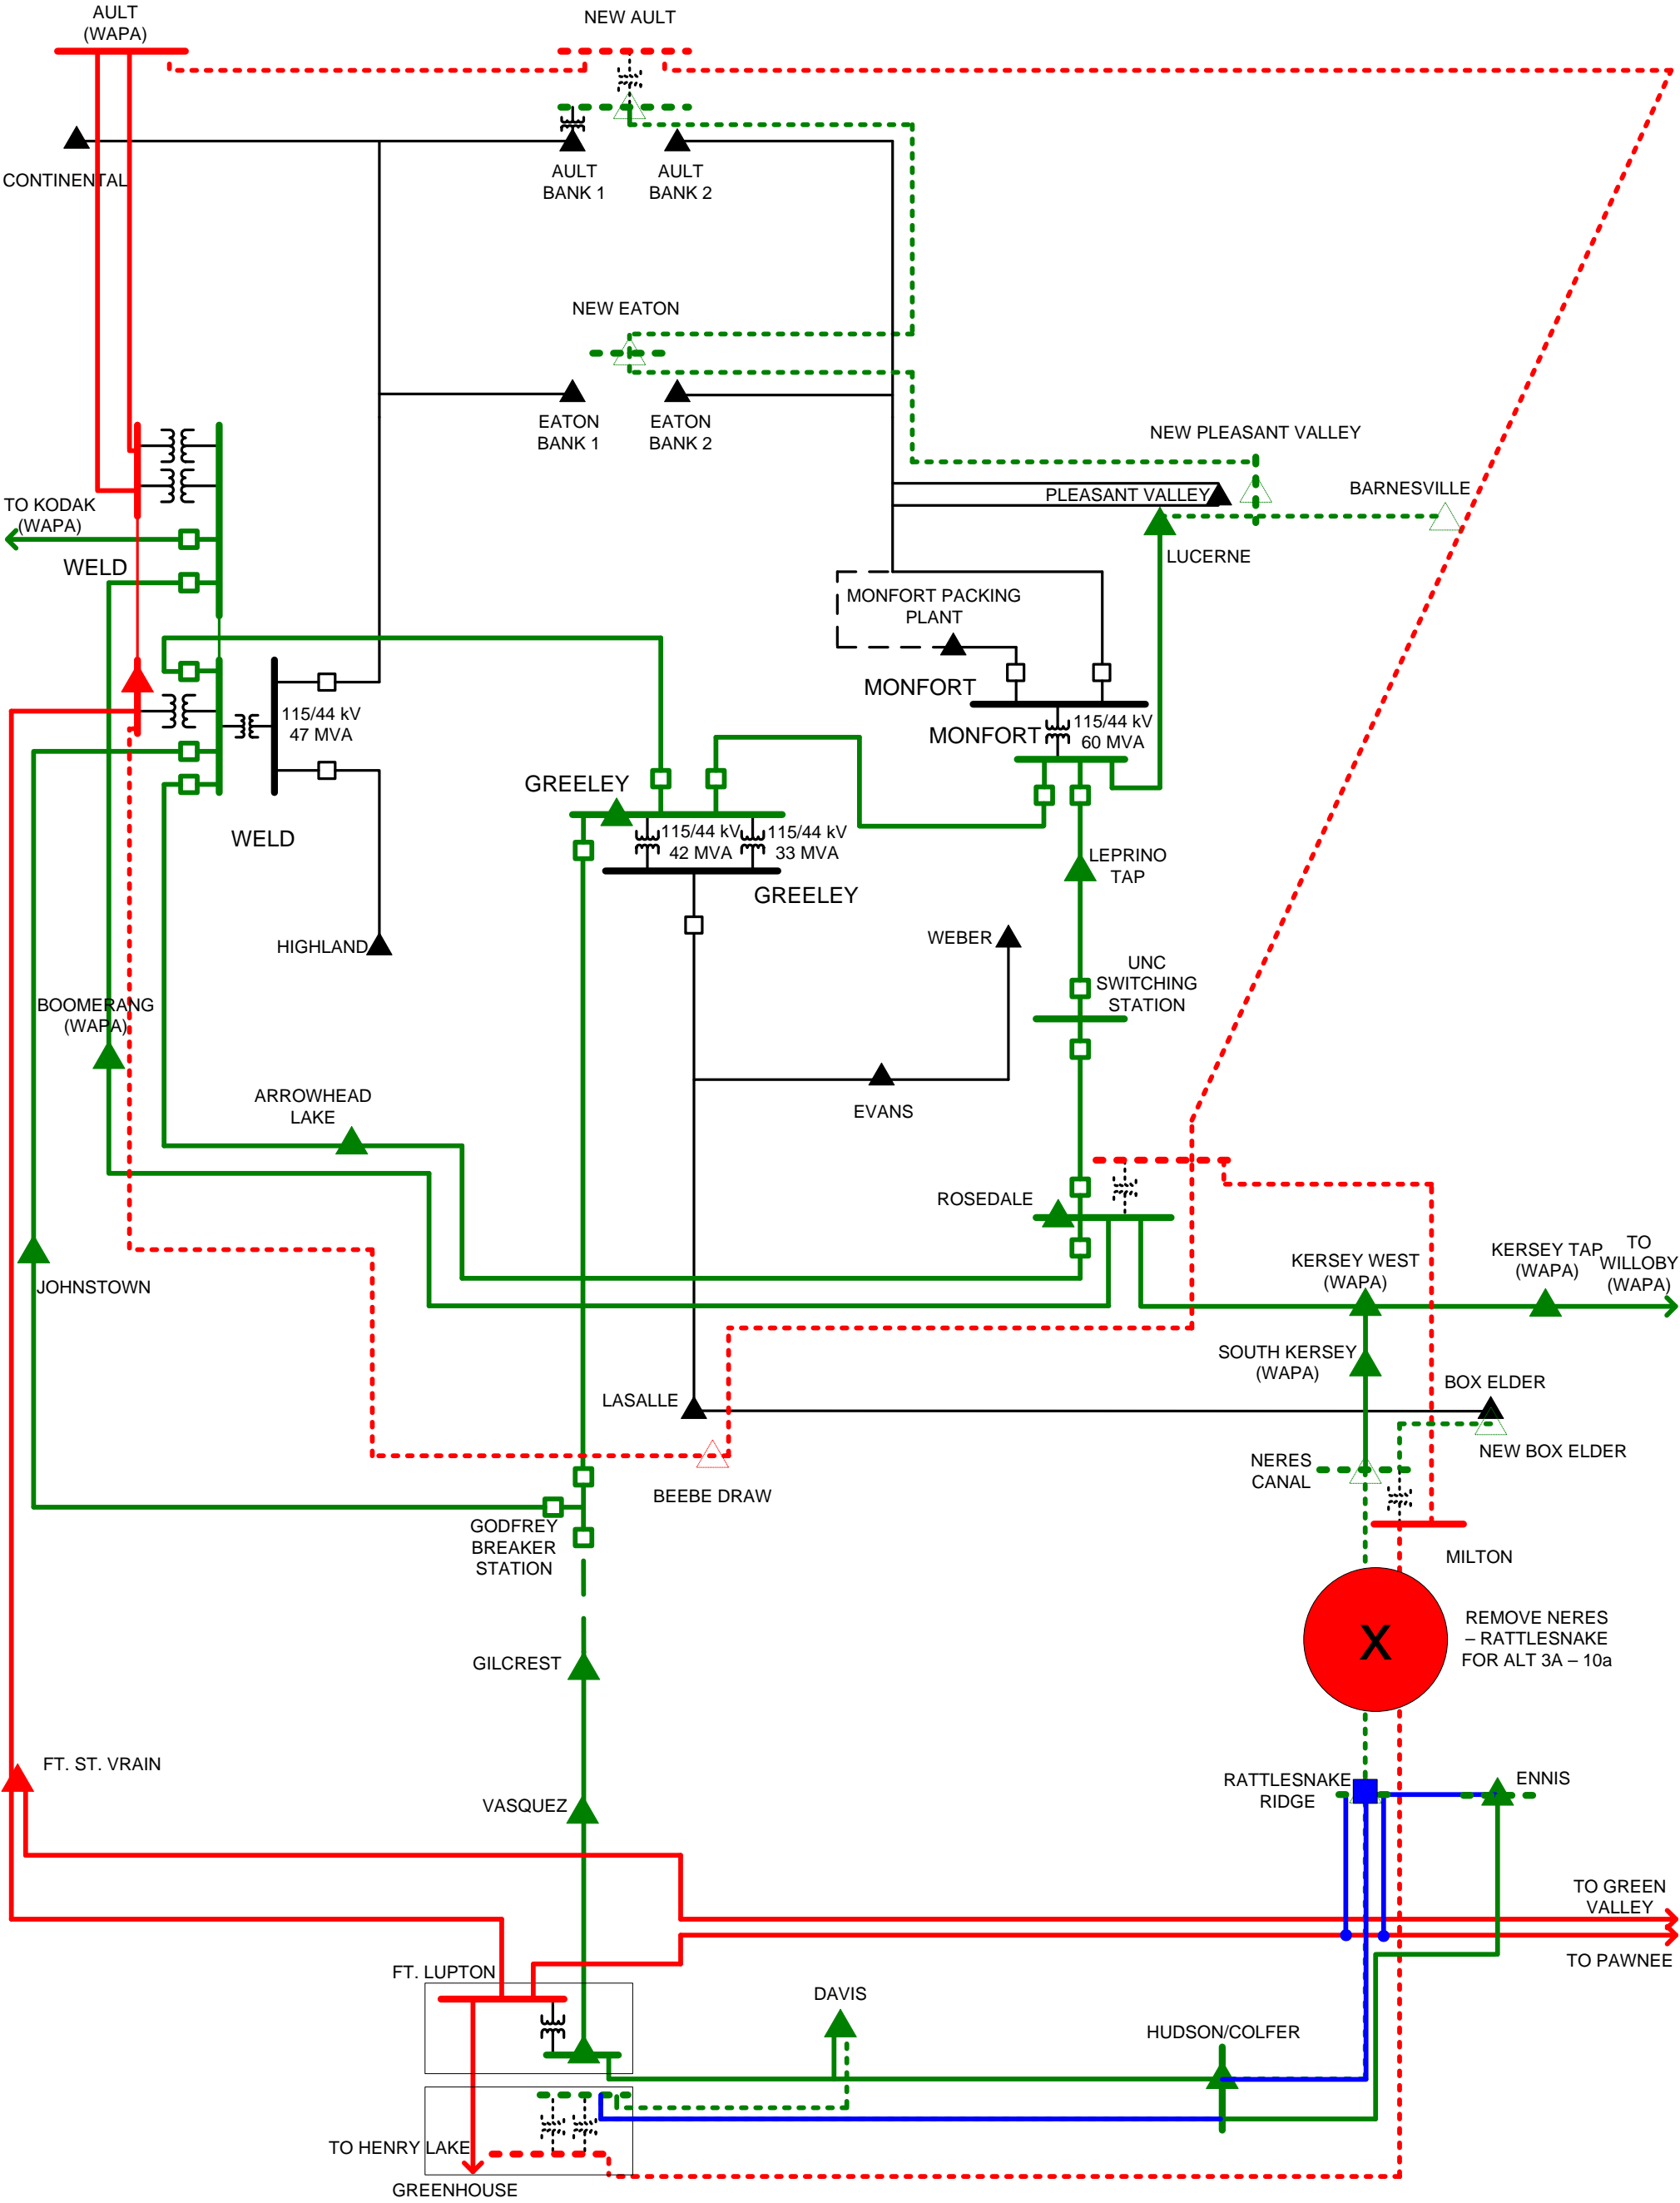 AULT
(WAPA)
NEW AULT
CONTINENTAL
AULT
BANK 1
AULT
BANK 2
NEW EATON
EATON
BANK 1
EATON
BANK 2
NEW PLEASANT VALLEY
PLEASANT VALLEY
BARNESVILLE
LUCERNE
TO KODAK
(WAPA)
WELD
MONFORT PACKING
PLANT
MONFORT
115/44 kV
47 MVA
MONFORT
115/44 kV
60 MVA
GREELEY
115/44 kV
42 MVA
115/44 kV
33 MVA
WELD
GREELEY
LEPRINO
TAP
HIGHLAND
WEBER
UNC
SWITCHING
STATION
BOOMERANG
(WAPA)
ARROWHEAD
LAKE
EVANS
ROSEDALE
JOHNSTOWN
KERSEY WEST
(WAPA)
KERSEY TAP
(WAPA)
TO
WILLOBY
(WAPA)
SOUTH KERSEY
(WAPA)
LASALLE
BOX ELDER
NEW BOX ELDER
NERES
CANAL
BEEBE DRAW
GODFREY
BREAKER
STATION
MILTON
X
REMOVE NERES
– RATTLESNAKE
FOR ALT 3A – 10a
GILCREST
FT. ST. VRAIN
VASQUEZ
RATTLESNAKE
RIDGE
ENNIS
TO GREEN
VALLEY
TO PAWNEE
FT. LUPTON
DAVIS
HUDSON/COLFER
TO HENRY LAKE
GREENHOUSE